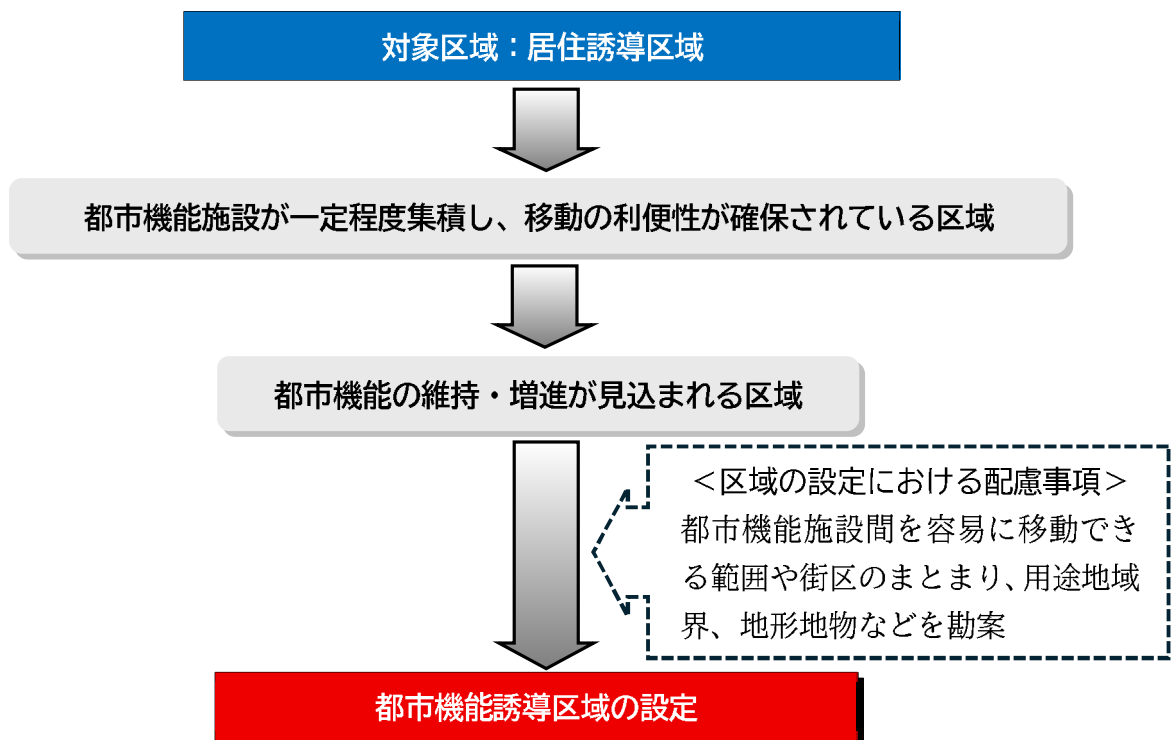 対象区域：居住誘導区域
都市機能施設が一定程度集積し、移動の利便性が確保されている区域
都市機能の維持・増進が見込まれる区域
＜区域の設定における配慮事項＞
都市機能施設間を容易に移動でき
る範囲や街区のまとまり、用途地域
界、地形地物などを勘案
都市機能誘導区域の設定